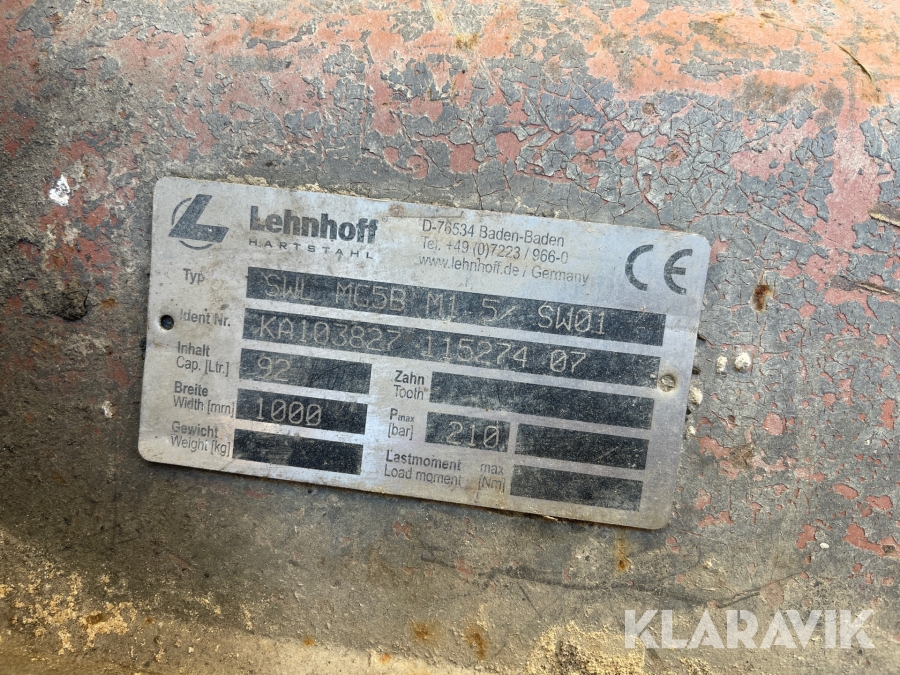 Lehnhoff
HARTSTAHL
D-76534 Baden-Baden
Tel. +49 (0)7223 / 966-0
www.lehnhoff.de / Germany
CE
Typ SWL MG5B M1 5/ SW01
Ident Nr. KA103827 115274 07
Inhalt
Cap. [Ltr.] 92
Breite
Width [mm] 1000
Gewicht
Weight [kg]
Zahn
Tooth
Pmax
[bar] 210
Lastmoment max
Load moment [Nm]
KLARAVIK